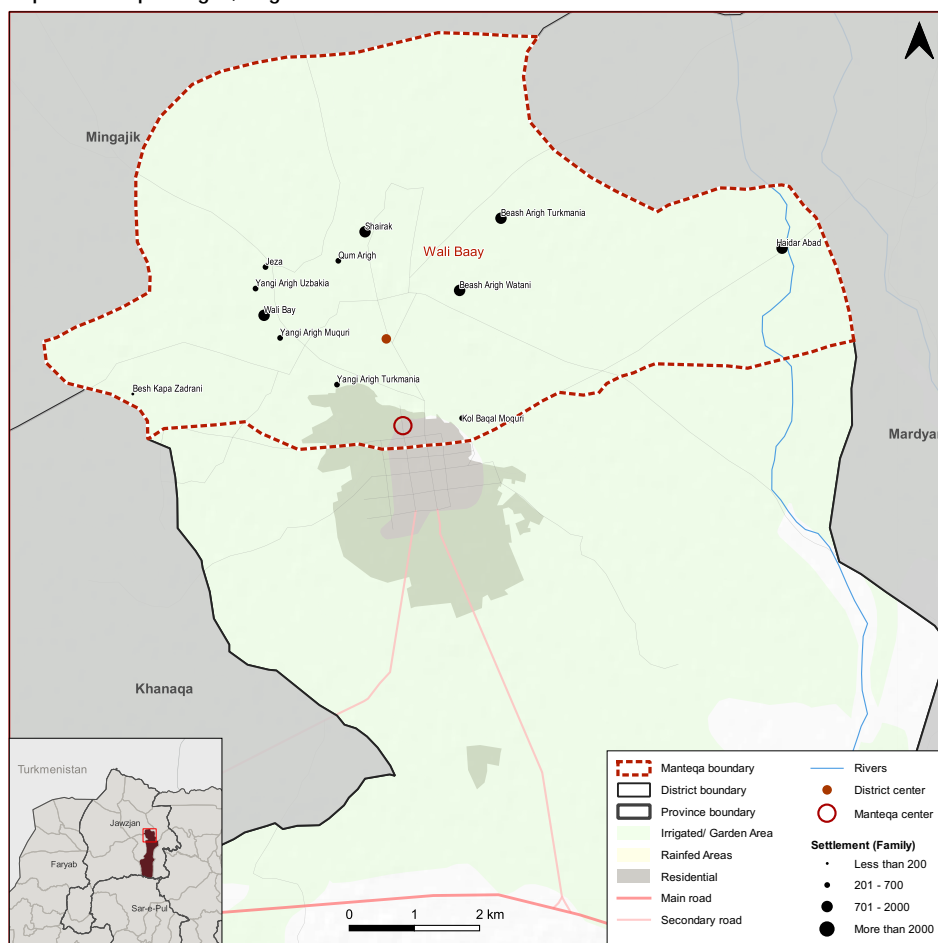 Mingajik
Beash Arigh Turkmania
Shairak
Wali Baay
Haidar Abad
Qum Arigh
Jeza
Yangi Arigh Uzbakia
Beash Arigh Watani
Wali Bay
Yangi Arigh Muquri
Yangi Arigh Turkmania
Besh Kapa Zadrani
Kol Baqal Moquri
Mardyan
Khanaqa
Turkmenistan
Jawzjan
Faryab
Sar-e-Pul
0 1 2 km
Manteqa boundary
District boundary
Province boundary
Irrigated/ Garden Area
Rainfed Areas
Residential
Main road
Secondary road
Rivers
District center
Manteqa center
Settlement (Family)
Less than 200
201 - 700
701 - 2000
More than 2000